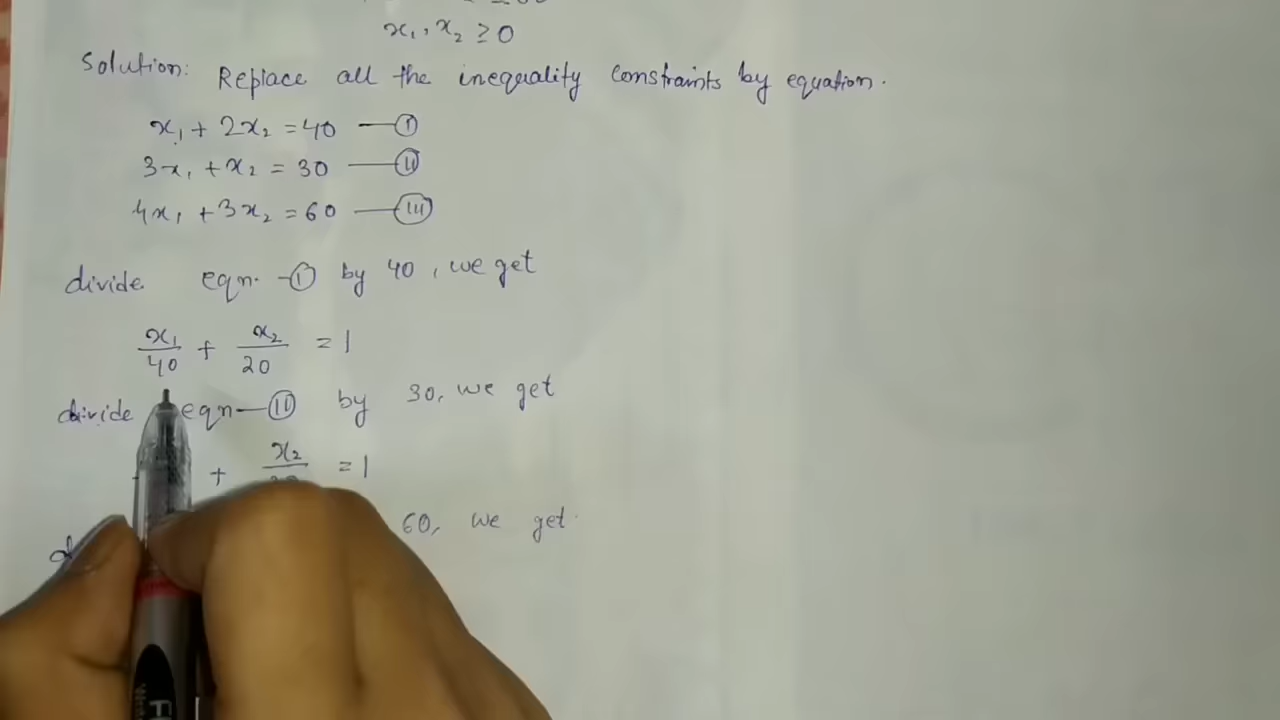 x₁, x₂ ≥ 0
Solution: Replace all the inequality constraints by equation.
x₁ + 2x₂ = 40 — (I)
3x₁ + x₂ = 30 — (II)
4x₁ + 3x₂ = 60 — (III)
divide eqn. - (I) by 40, we get
x₁/40 + x₂/20 = 1
divide eqn — (II) by 30, we get
+ x₂/ = 1
60, we get